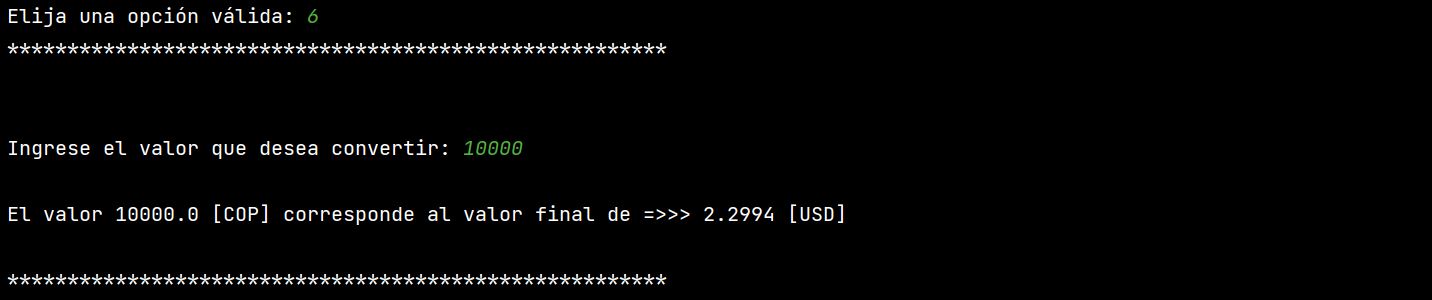 Elija una opción válida: 6
*******************************************************
Ingrese el valor que desea convertir: 10000
El valor 10000.0 [COP] corresponde al valor final de =>>> 2.2994 [USD]
*******************************************************